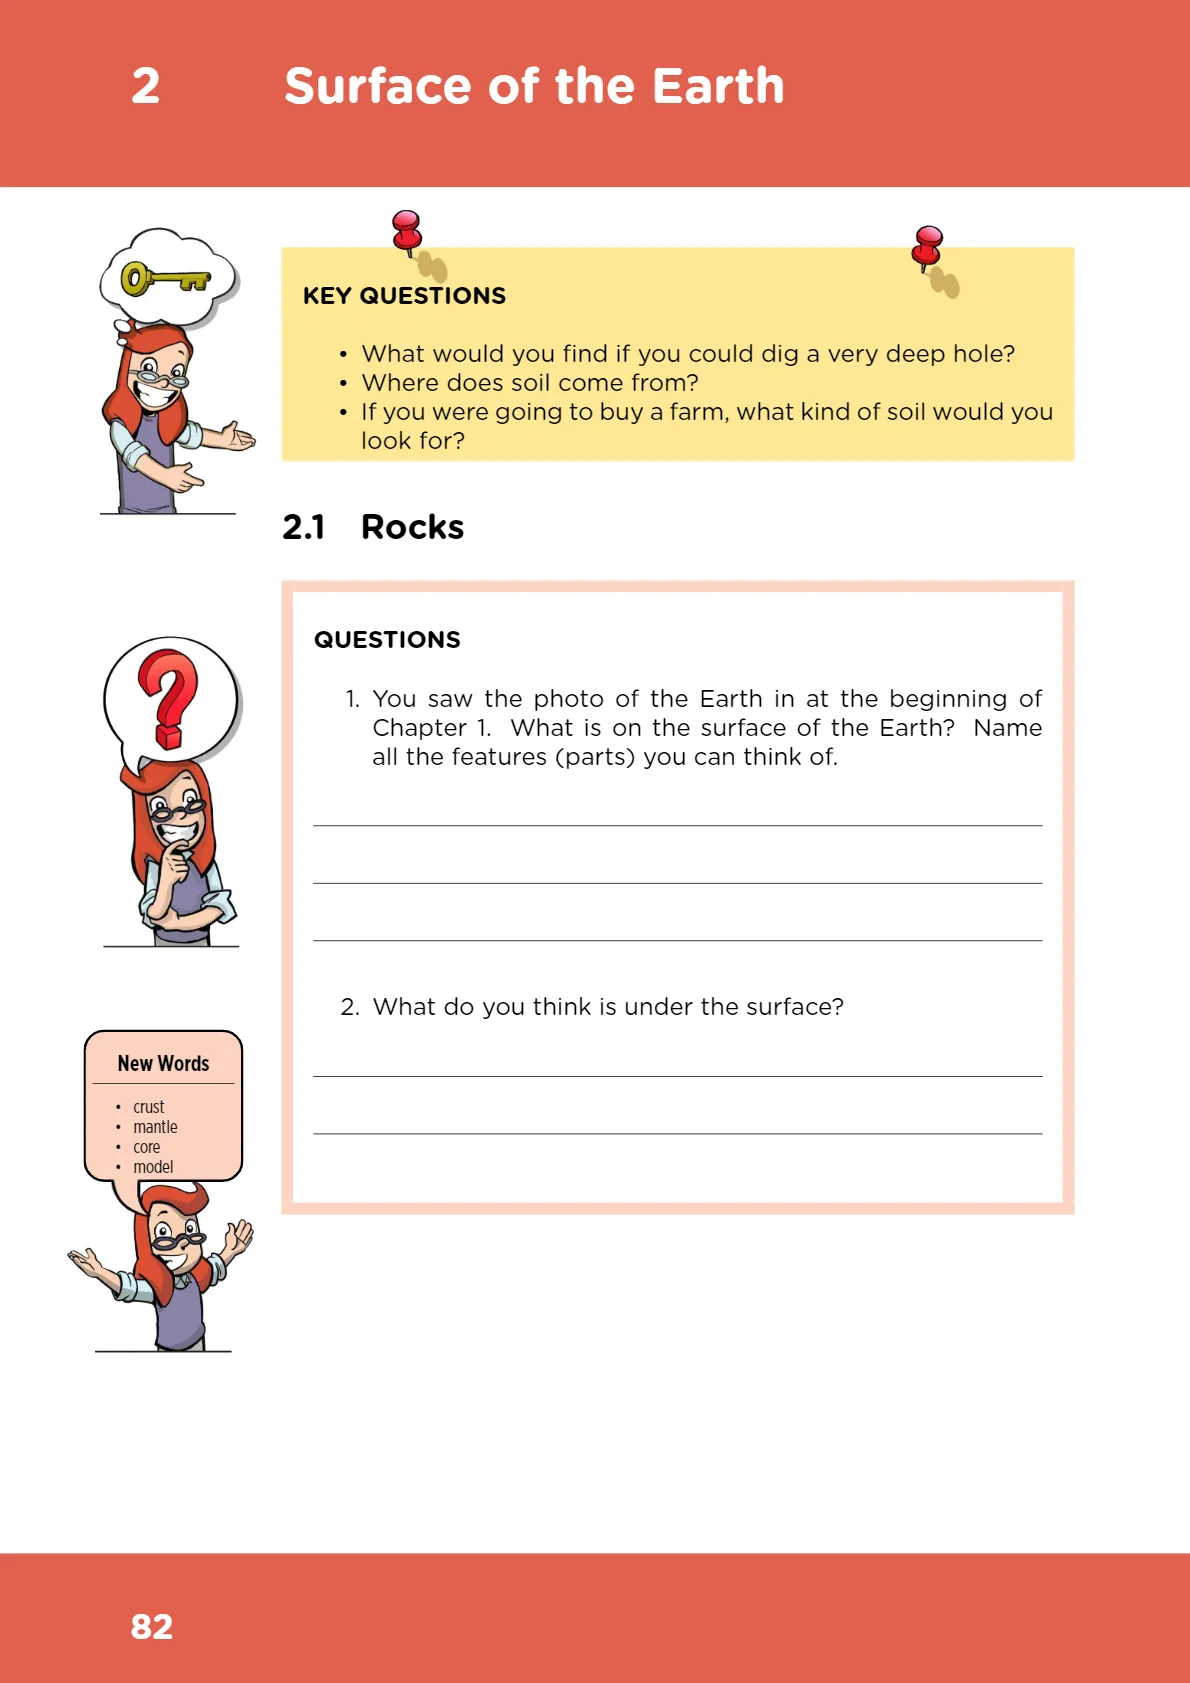 2 Surface of the Earth
KEY QUESTIONS
• What would you find if you could dig a very deep hole?
• Where does soil come from?
• If you were going to buy a farm, what kind of soil would you
look for?
2.1 Rocks
QUESTIONS
1. You saw the photo of the Earth in at the beginning of
Chapter 1. What is on the surface of the Earth? Name
all the features (parts) you can think of.
2. What do you think is under the surface?
New Words
• crust
• mantle
• core
• model
82